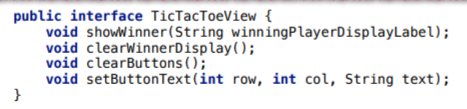 public interface TicTacToeView {
    void showWinner(String winningPlayerDisplayLabel);
    void clearWinnerDisplay();
    void clearButtons();
    void setButtonText(int row, int col, String text);
}